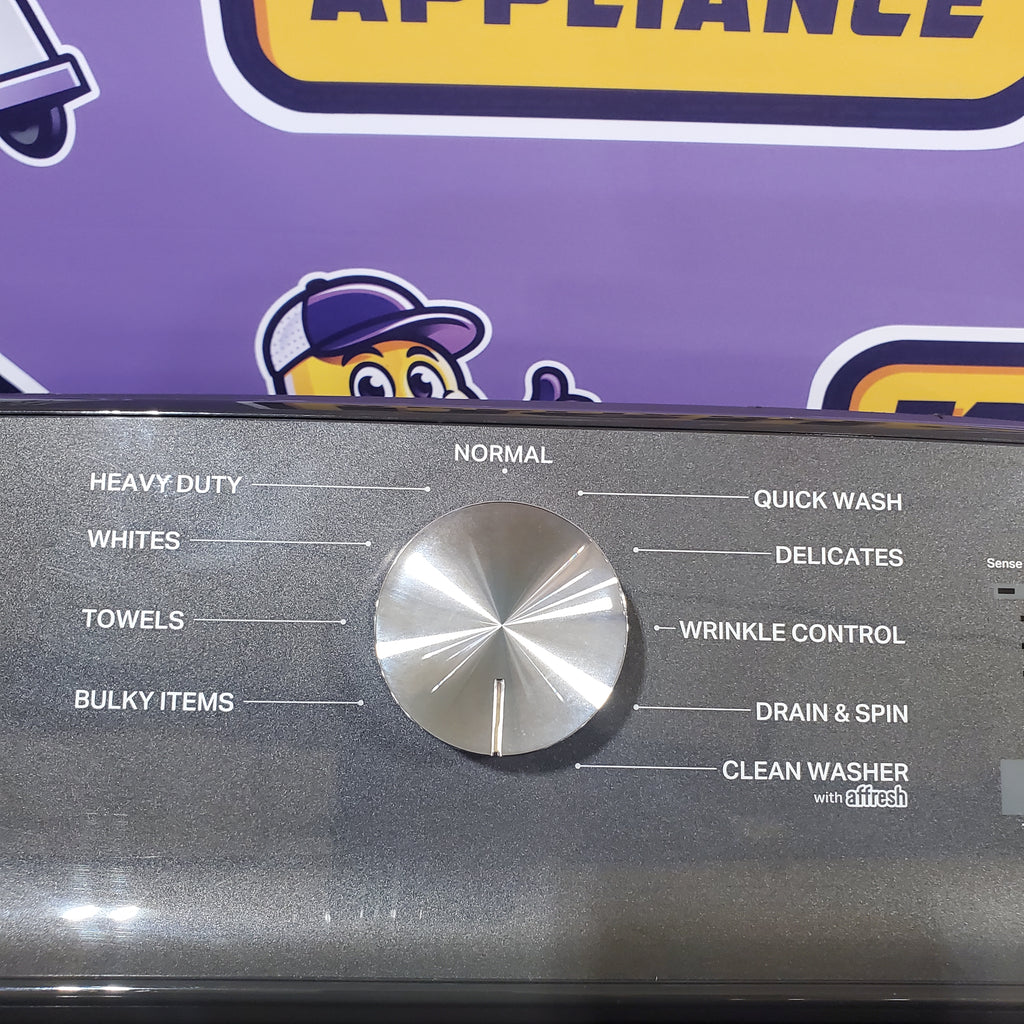 APPLIANCE
NORMAL
HEAVY DUTY
QUICK WASH
WHITES
DELICATES
Sense
TOWELS
WRINKLE CONTROL
BULKY ITEMS
DRAIN & SPIN
CLEAN WASHER
with affresh